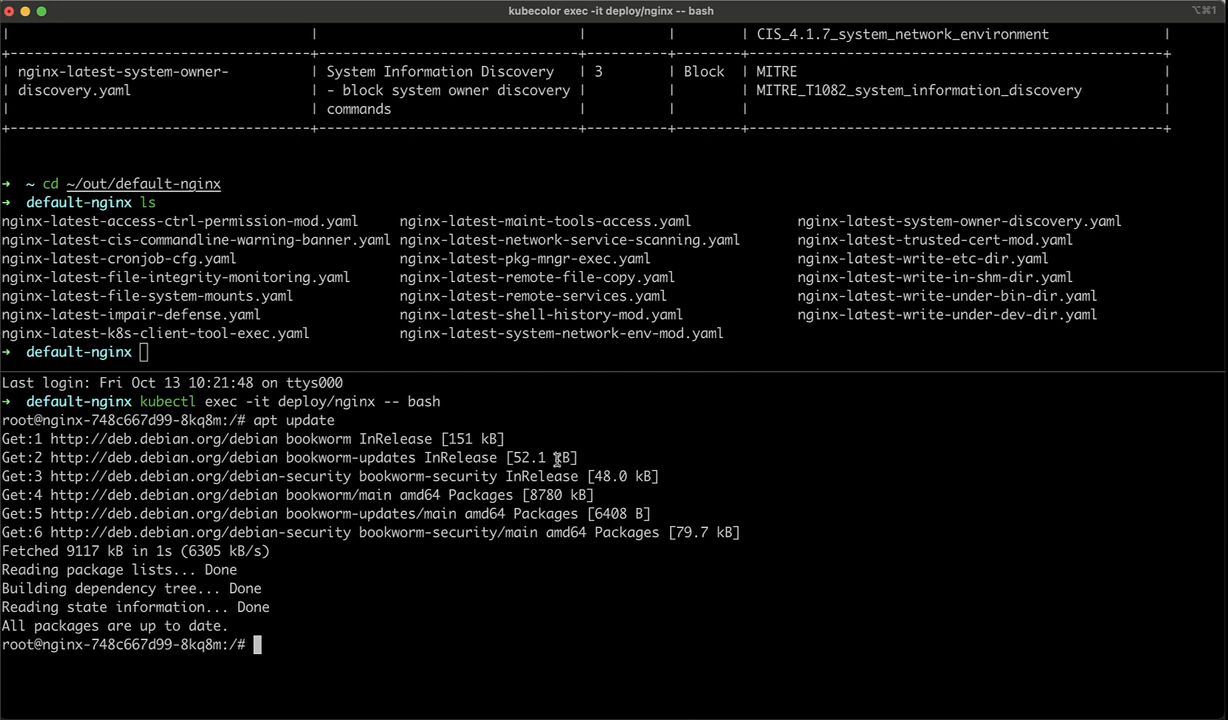 kubecolor exec -it deploy/nginx -- bash
⌥⌘1
| | | | | CIS_4.1.7_system_network_environment |
+----------------------------------+--------------------------------+----------+--------+----------------------------------------------------+
| nginx-latest-system-owner- | System Information Discovery | 3 | Block | MITRE |
| discovery.yaml | - block system owner discovery | | | MITRE_T1082_system_information_discovery |
| | commands | | | |
+----------------------------------+--------------------------------+----------+--------+----------------------------------------------------+
➜ ~ cd ~/out/default-nginx
➜ default-nginx ls
nginx-latest-access-ctrl-permission-mod.yaml nginx-latest-maint-tools-access.yaml nginx-latest-system-owner-discovery.yaml
nginx-latest-cis-commandline-warning-banner.yaml nginx-latest-network-service-scanning.yaml nginx-latest-trusted-cert-mod.yaml
nginx-latest-cronjob-cfg.yaml nginx-latest-pkg-mngr-exec.yaml nginx-latest-write-etc-dir.yaml
nginx-latest-file-integrity-monitoring.yaml nginx-latest-remote-file-copy.yaml nginx-latest-write-in-shm-dir.yaml
nginx-latest-file-system-mounts.yaml nginx-latest-remote-services.yaml nginx-latest-write-under-bin-dir.yaml
nginx-latest-impair-defense.yaml nginx-latest-shell-history-mod.yaml nginx-latest-write-under-dev-dir.yaml
nginx-latest-k8s-client-tool-exec.yaml nginx-latest-system-network-env-mod.yaml
➜ default-nginx
Last login: Fri Oct 13 10:21:48 on ttys000
➜ default-nginx kubectl exec -it deploy/nginx -- bash
root@nginx-748c667d99-8kq8m:/# apt update
Get:1 http://deb.debian.org/debian bookworm InRelease [151 kB]
Get:2 http://deb.debian.org/debian bookworm-updates InRelease [52.1 kB]
Get:3 http://deb.debian.org/debian-security bookworm-security InRelease [48.0 kB]
Get:4 http://deb.debian.org/debian bookworm/main amd64 Packages [8780 kB]
Get:5 http://deb.debian.org/debian bookworm-updates/main amd64 Packages [6408 B]
Get:6 http://deb.debian.org/debian-security bookworm-security/main amd64 Packages [79.7 kB]
Fetched 9117 kB in 1s (6305 kB/s)
Reading package lists... Done
Building dependency tree... Done
Reading state information... Done
All packages are up to date.
root@nginx-748c667d99-8kq8m:/#